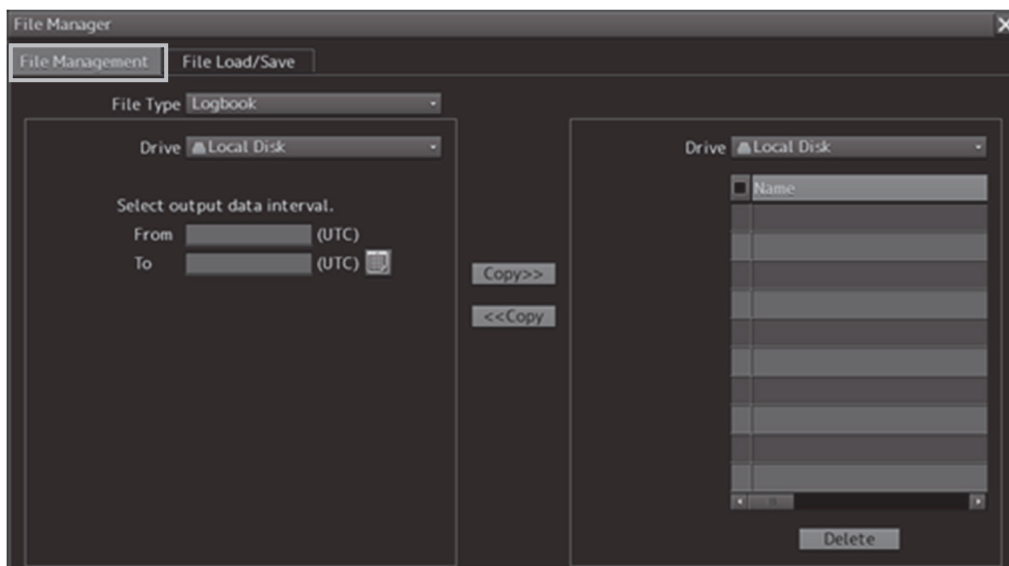 File Manager
File Management File Load/Save
File Type Logbook
Drive Local Disk
Select output data interval.
From (UTC)
To (UTC)
Copy>>
<<Copy
Drive Local Disk
Name
Delete